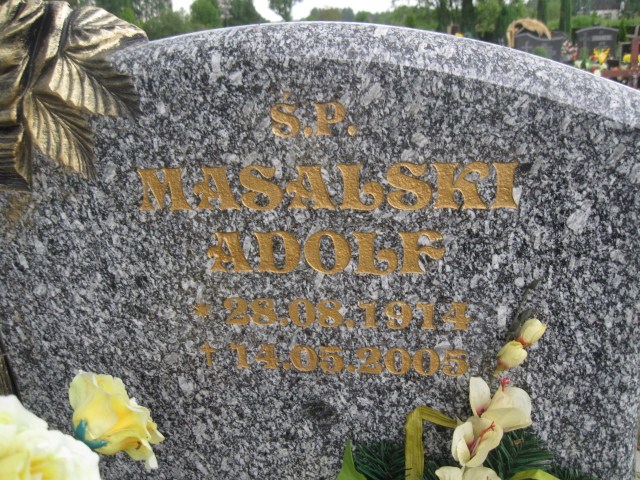 Ś.P.
MASALSKI
ADOLF
* 28.08.1914
† 14.05.2005